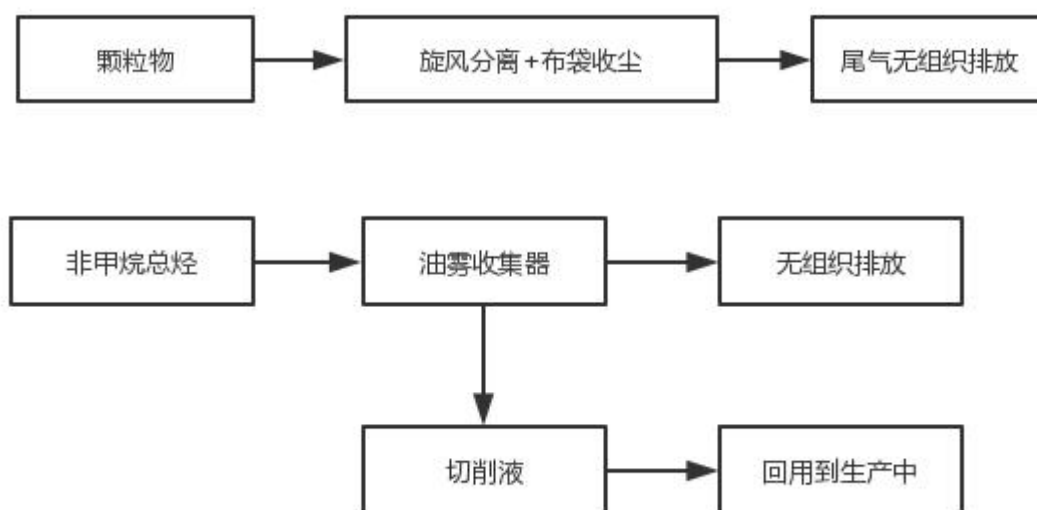 颗粒物
旋风分离+布袋收尘
尾气无组织排放
非甲烷总烃
油雾收集器
无组织排放
切削液
回用到生产中